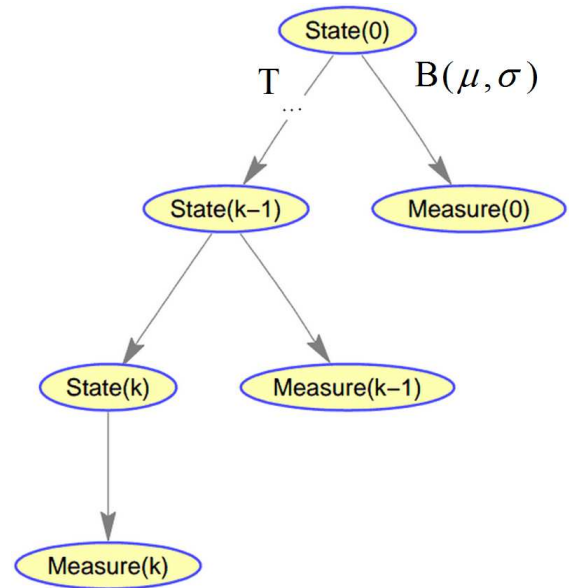 State(0)
T
B(μ,σ)
...
State(k−1)
Measure(0)
State(k)
Measure(k−1)
Measure(k)